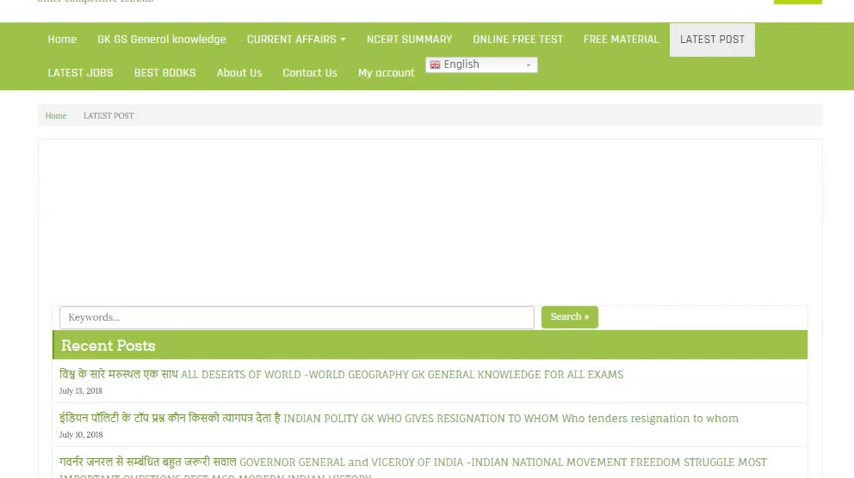 Home GK GS General knowledge CURRENT AFFAIRS NCERT SUMMARY ONLINE FREE TEST FREE MATERIAL LATEST POST
LATEST JOBS BEST BOOKS About Us Contact Us My account English
Home LATEST POST
Keywords... Search »
Recent Posts
विश्व के सारे मरुस्थल एक साथ ALL DESERTS OF WORLD -WORLD GEOGRAPHY GK GENERAL KNOWLEDGE FOR ALL EXAMS
July 13, 2018
इंडियन पॉलिटी के टॉप प्रश्न कौन किसको त्यागपत्र देता है INDIAN POLITY GK WHO GIVES RESIGNATION TO WHOM Who tenders resignation to whom
July 10, 2018
गवर्नर जनरल से सम्बंधित बहुत जरूरी सवाल GOVERNOR GENERAL and VICEROY OF INDIA -INDIAN NATIONAL MOVEMENT FREEDOM STRUGGLE MOST